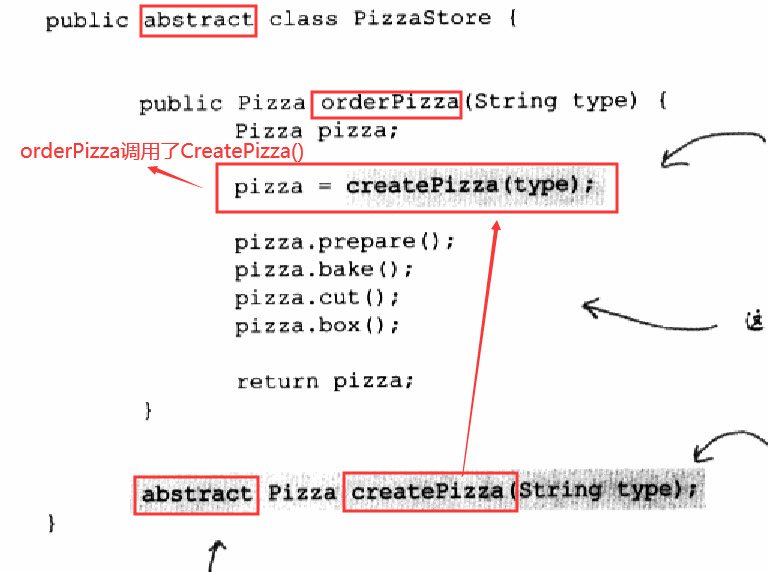 public abstract class PizzaStore {
public Pizza orderPizza(String type) {
Pizza pizza;
orderPizza调用了CreatePizza()
pizza = createPizza(type);
pizza.prepare();
pizza.bake();
pizza.cut();
pizza.box();
return pizza;
}
abstract Pizza createPizza(String type);
}